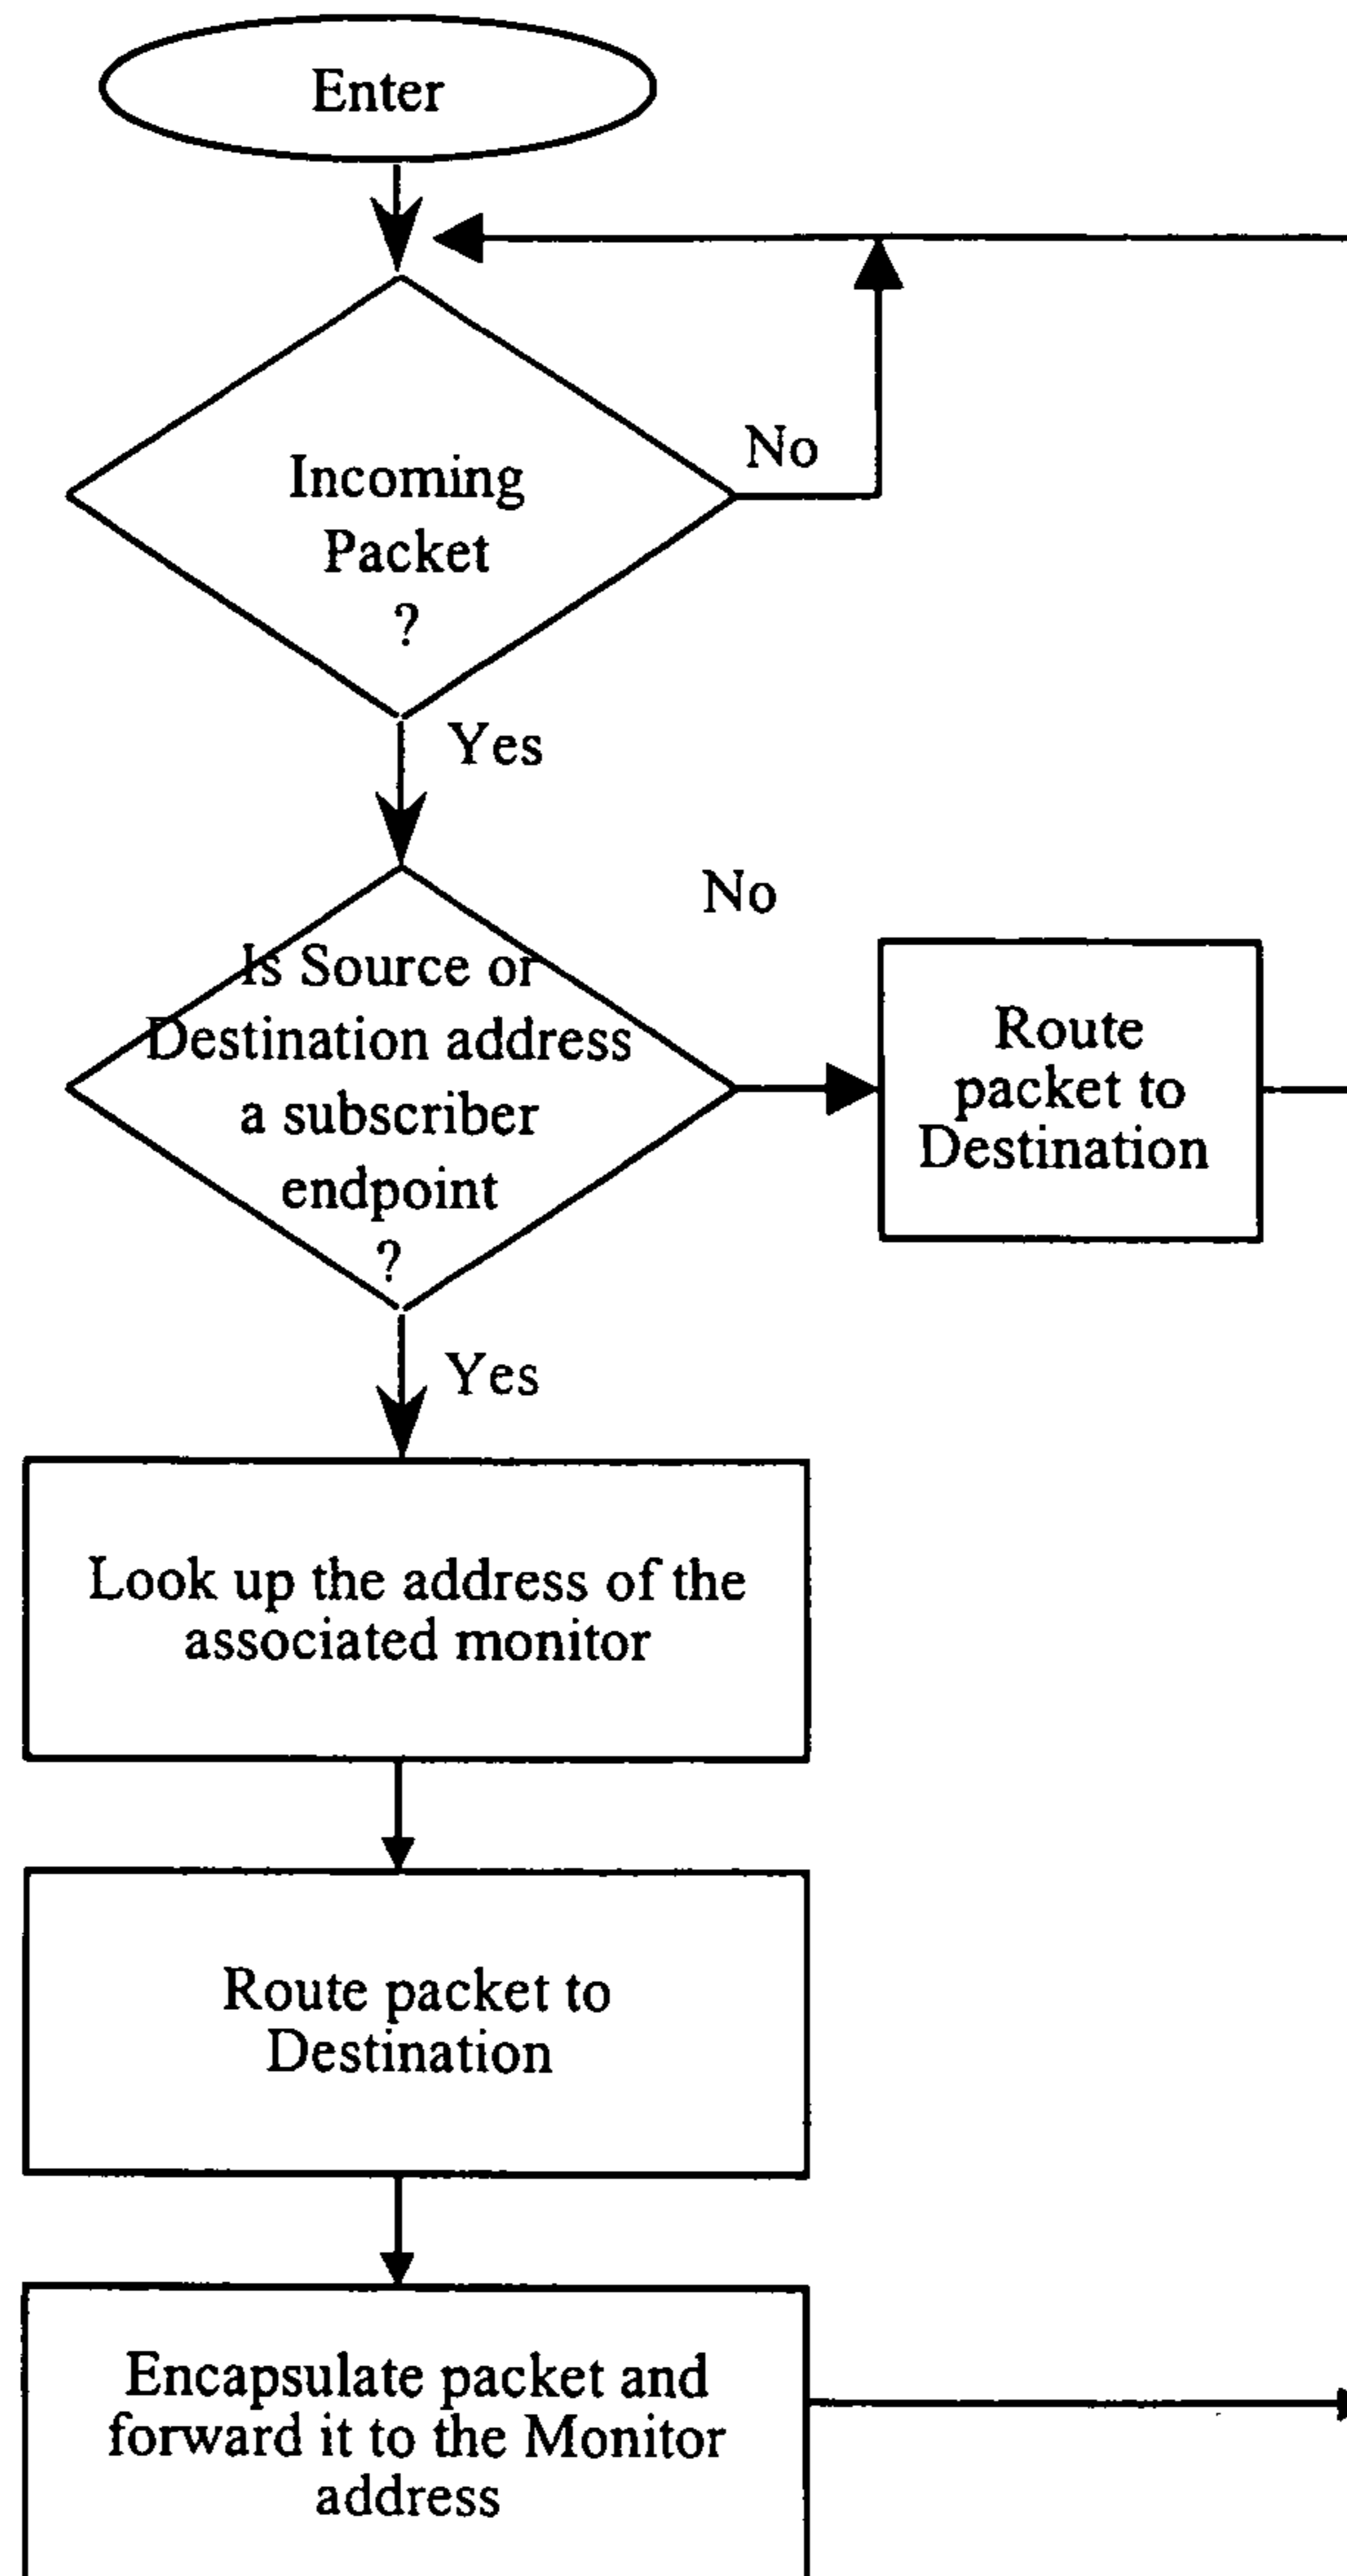 Enter
Incoming
Packet
?
No
Yes
Is Source or
Destination address
a subscriber
endpoint
?
No
Route
packet to
Destination
Yes
Look up the address of the
associated monitor
Route packet to
Destination
Encapsulate packet and
forward it to the Monitor
address